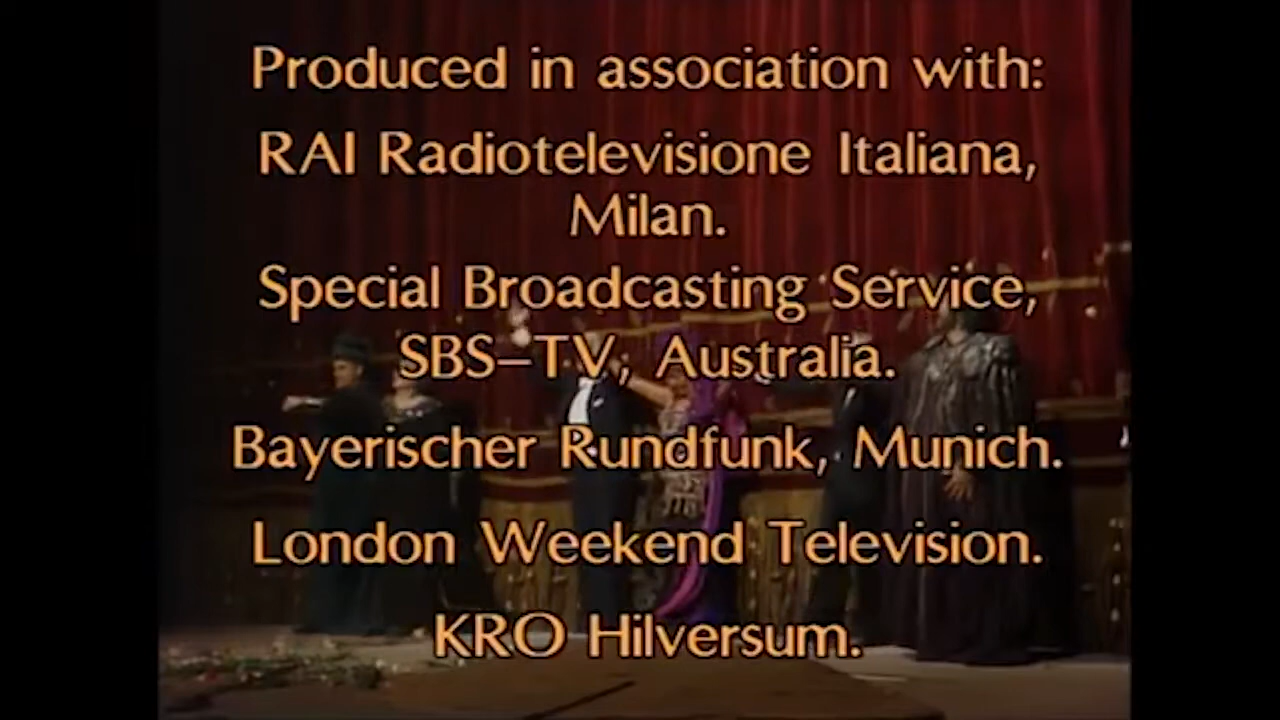 Produced in association with:
RAI Radiotelevisione Italiana,
Milan.
Special Broadcasting Service,
SBS–TV, Australia.
Bayerischer Rundfunk, Munich.
London Weekend Television.
KRO Hilversum.